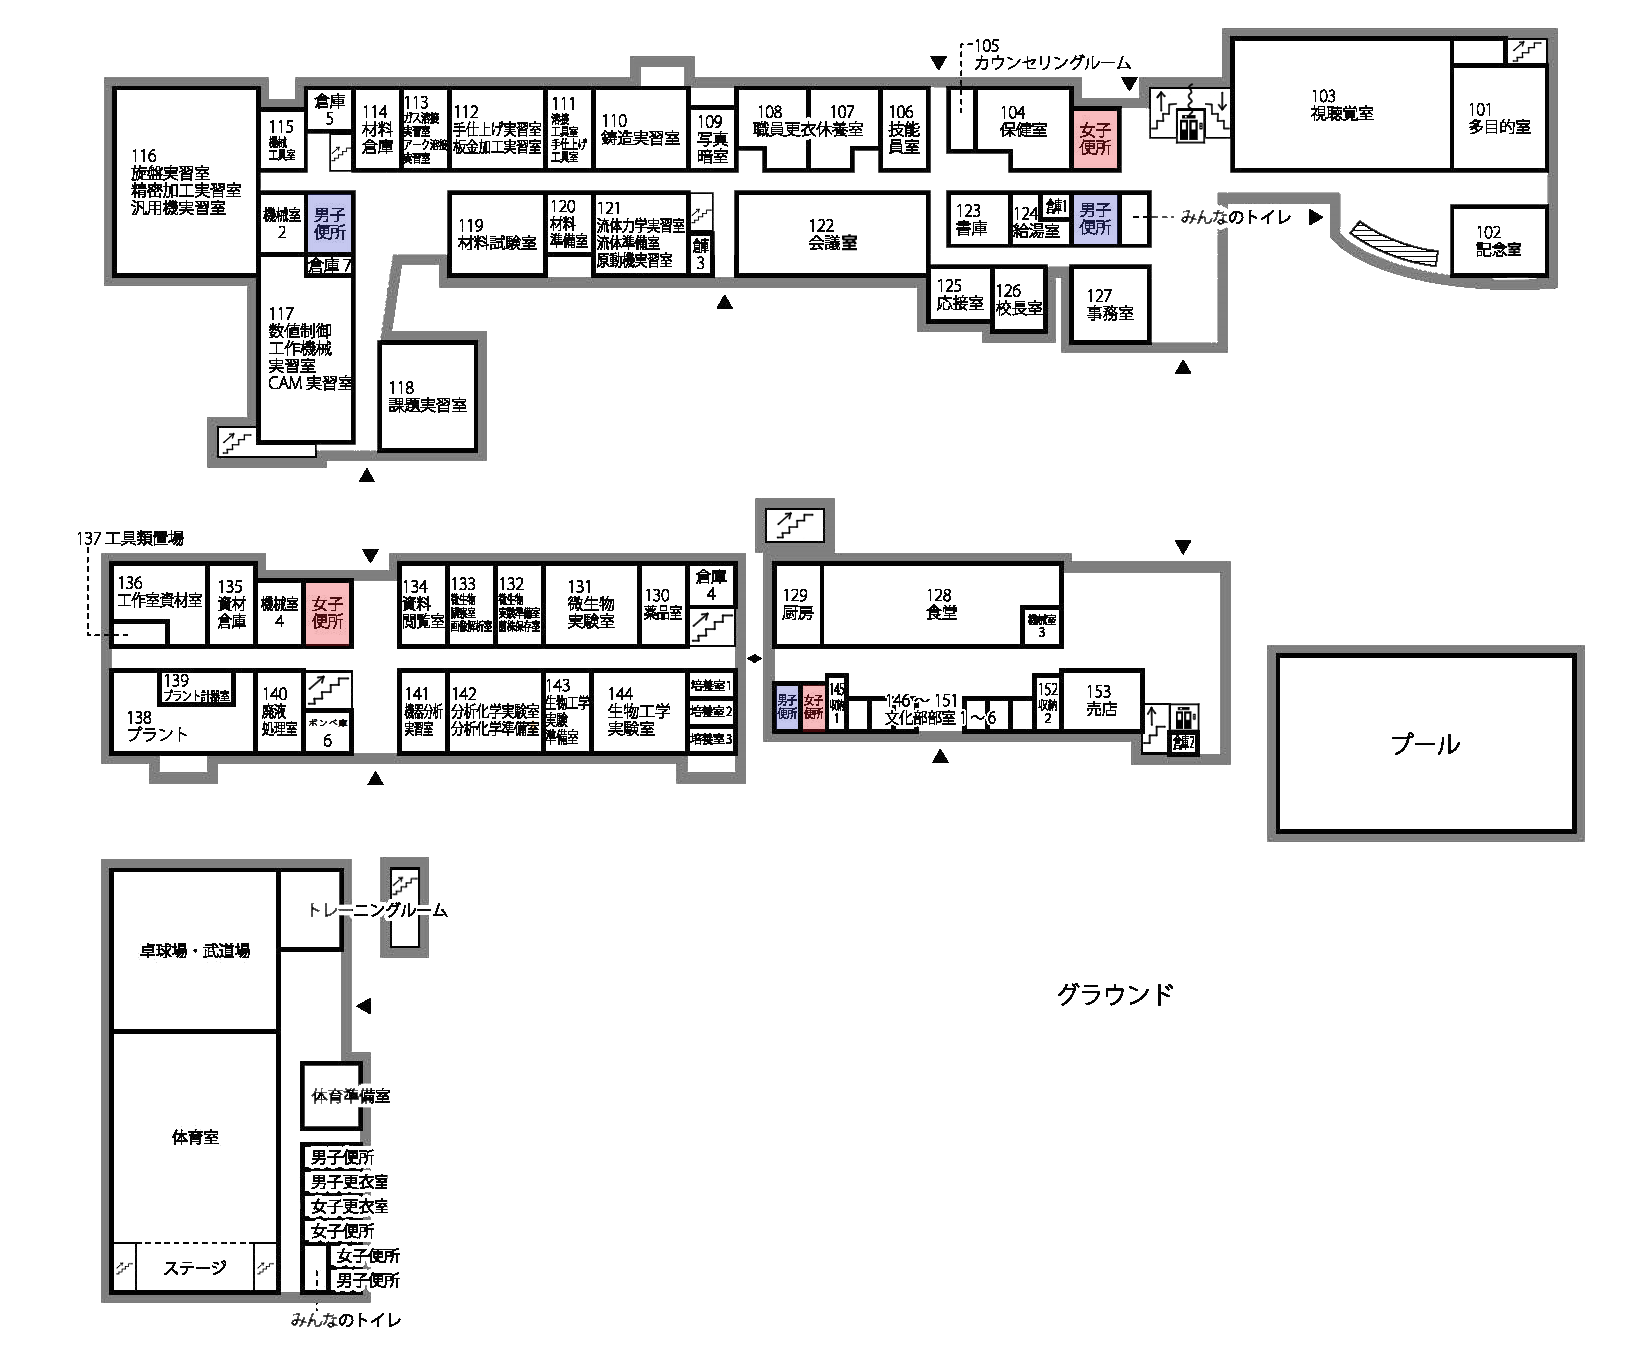 105
カウンセリングルーム
116
旋盤実習室
精密加工実習室
汎用機実習室
115
機械
工具室
倉庫
5
114
材料
倉庫
113
ガス溶接
実習室
アーク溶接
実習室
112
手仕上げ実習室
板金加工実習室
111
溶接
工具室
手仕上げ
工具室
110
鋳造実習室
109
写真
暗室
108
107
職員更衣休養室
106
技能
員室
104
保健室
女子
便所
103
視聴覚室
101
多目的室
機械室
2
男子
便所
倉庫7
117
数値制御
工作機械
実習室
CAM 実習室
118
課題実習室
119
材料試験室
120
材料
準備室
121
流体力学実習室
流体準備室
原動機実習室
倉庫
3
122
会議室
123
書庫
124
給湯室
倉庫1
男子
便所
みんなのトイレ
102
記念室
125
応接室
126
校長室
127
事務室
137 工具類置場
136
工作室資材室
135
資材
倉庫
機械室
4
女子
便所
134
資料
閲覧室
133
微生物
画像解析室
132
微生物
実験準備室
菌株保存室
131
微生物
実験室
130
薬品室
倉庫
4
129
厨房
128
食堂
機械室
3
139
プラント計器室
138
プラント
140
廃液
処理室
ボンベ庫
6
141
機器分析
実習室
142
分析化学実験室
分析化学準備室
143
生物工学
実験
準備室
144
生物工学
実験室
培養室1
培養室2
培養室3
男子
便所
女子
便所
145
収納
1
146～151
文化部部室 1～6
152
収納
2
153
売店
倉庫2
プール
トレーニングルーム
卓球場・武道場
グラウンド
体育準備室
体育室
男子便所
男子更衣室
女子更衣室
女子便所
女子便所
男子便所
ステージ
みんなのトイレ